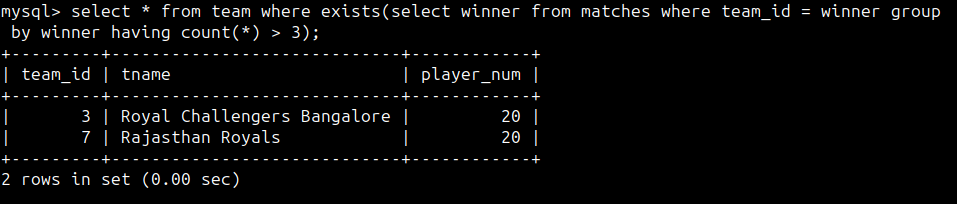 mysql> select * from team where exists(select winner from matches where team_id = winner group
 by winner having count(*) > 3);
+---------+-----------------------------+------------+
| team_id | tname                       | player_num |
+---------+-----------------------------+------------+
|       3 | Royal Challengers Bangalore |         20 |
|       7 | Rajasthan Royals            |         20 |
+---------+-----------------------------+------------+
2 rows in set (0.00 sec)